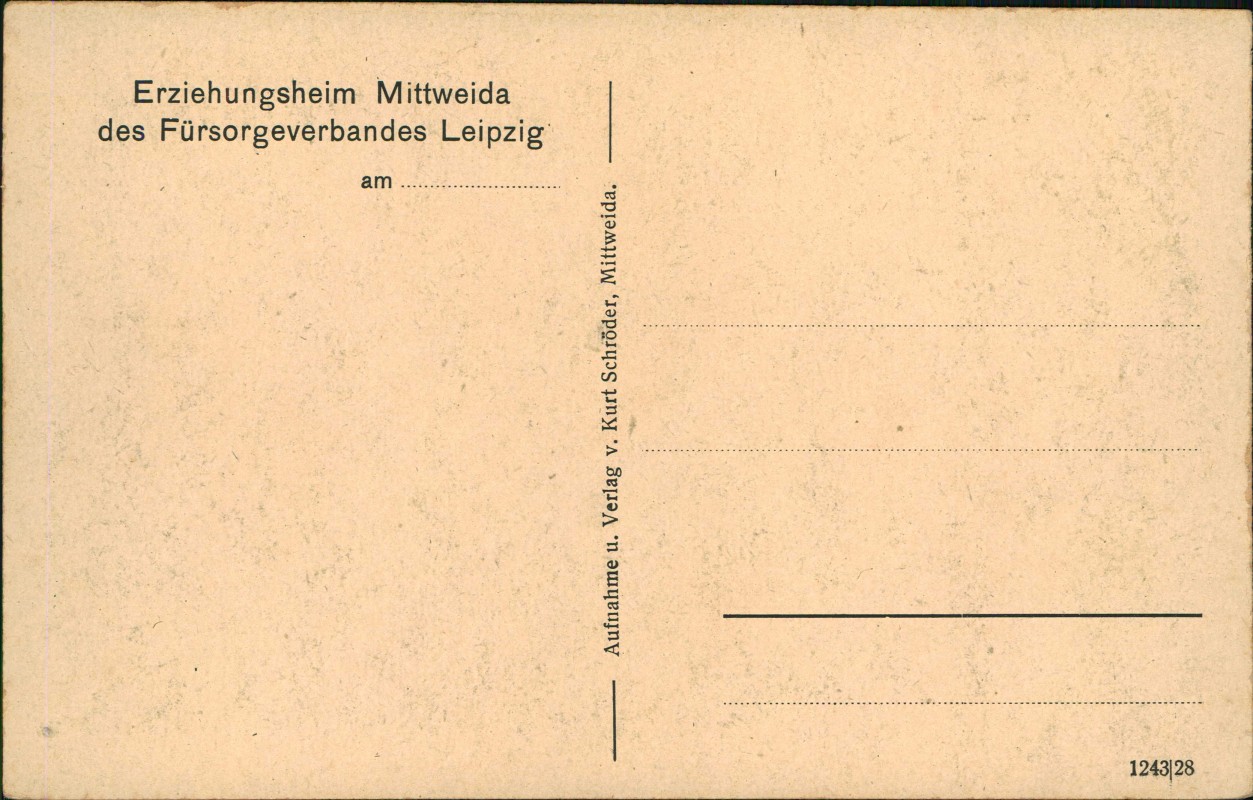 Erziehungsheim Mittweida
des Fürsorgeverbandes Leipzig
am
Aufnahme u. Verlag v. Kurt Schröder, Mittweida.
1243|28